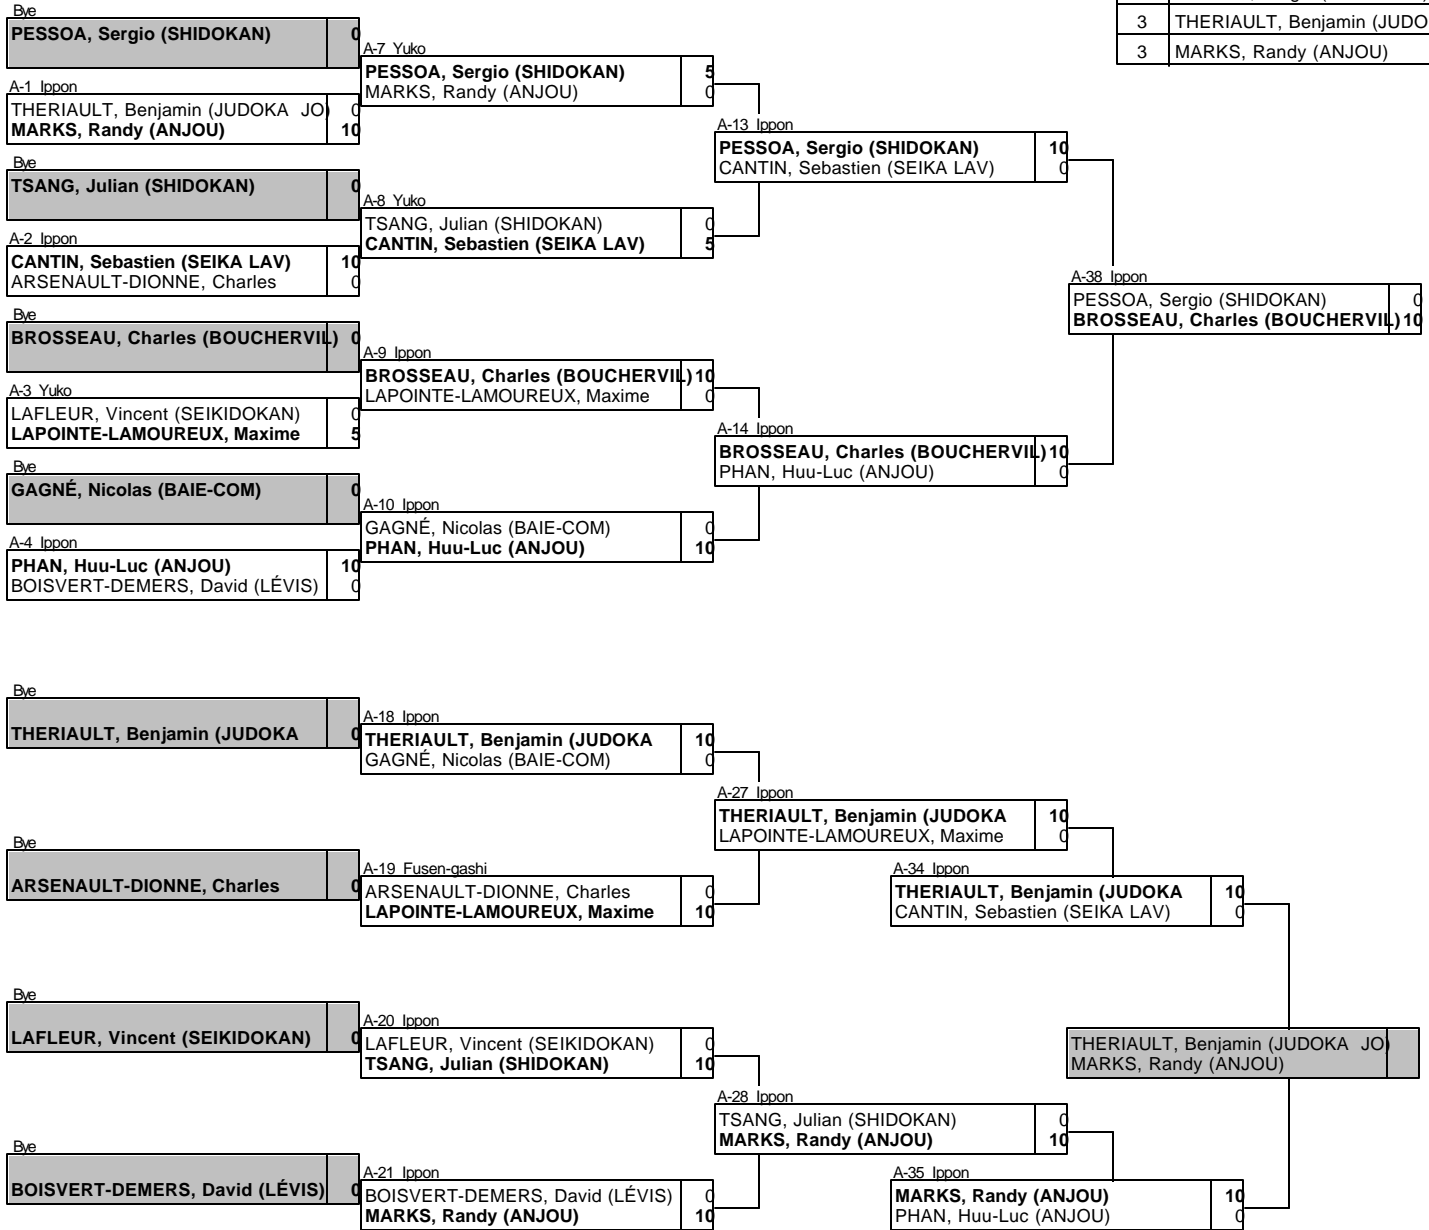 3 THERIAULT, Benjamin (JUDO
3 MARKS, Randy (ANJOU)
Bye
PESSOA, Sergio (SHIDOKAN) 0
A-1 Ippon
THERIAULT, Benjamin (JUDOKA JO) 0
MARKS, Randy (ANJOU) 10
Bye
TSANG, Julian (SHIDOKAN) 0
A-2 Ippon
CANTIN, Sebastien (SEIKA LAV) 10
ARSENAULT-DIONNE, Charles 0
Bye
BROSSEAU, Charles (BOUCHERVIL) 0
A-3 Yuko
LAFLEUR, Vincent (SEIKIDOKAN) 0
LAPOINTE-LAMOUREUX, Maxime 5
Bye
GAGNÉ, Nicolas (BAIE-COM) 0
A-4 Ippon
PHAN, Huu-Luc (ANJOU) 10
BOISVERT-DEMERS, David (LÉVIS) 0
A-7 Yuko
PESSOA, Sergio (SHIDOKAN) 5
MARKS, Randy (ANJOU) 0
A-8 Yuko
TSANG, Julian (SHIDOKAN) 0
CANTIN, Sebastien (SEIKA LAV) 5
A-9 Ippon
BROSSEAU, Charles (BOUCHERVIL) 10
LAPOINTE-LAMOUREUX, Maxime 0
A-10 Ippon
GAGNÉ, Nicolas (BAIE-COM) 0
PHAN, Huu-Luc (ANJOU) 10
A-13 Ippon
PESSOA, Sergio (SHIDOKAN) 10
CANTIN, Sebastien (SEIKA LAV) 0
A-14 Ippon
BROSSEAU, Charles (BOUCHERVIL) 10
PHAN, Huu-Luc (ANJOU) 0
A-38 Ippon
PESSOA, Sergio (SHIDOKAN) 0
BROSSEAU, Charles (BOUCHERVIL) 10
Bye
THERIAULT, Benjamin (JUDOKA 0
Bye
ARSENAULT-DIONNE, Charles 0
Bye
LAFLEUR, Vincent (SEIKIDOKAN) 0
Bye
BOISVERT-DEMERS, David (LÉVIS) 0
A-18 Ippon
THERIAULT, Benjamin (JUDOKA 10
GAGNÉ, Nicolas (BAIE-COM) 0
A-19 Fusen-gashi
ARSENAULT-DIONNE, Charles 0
LAPOINTE-LAMOUREUX, Maxime 10
A-20 Ippon
LAFLEUR, Vincent (SEIKIDOKAN) 0
TSANG, Julian (SHIDOKAN) 10
A-21 Ippon
BOISVERT-DEMERS, David (LÉVIS) 0
MARKS, Randy (ANJOU) 10
A-27 Ippon
THERIAULT, Benjamin (JUDOKA 10
LAPOINTE-LAMOUREUX, Maxime 0
A-28 Ippon
TSANG, Julian (SHIDOKAN) 0
MARKS, Randy (ANJOU) 10
A-34 Ippon
THERIAULT, Benjamin (JUDOKA 10
CANTIN, Sebastien (SEIKA LAV) 0
A-35 Ippon
MARKS, Randy (ANJOU) 10
PHAN, Huu-Luc (ANJOU) 0
THERIAULT, Benjamin (JUDOKA JO)
MARKS, Randy (ANJOU)